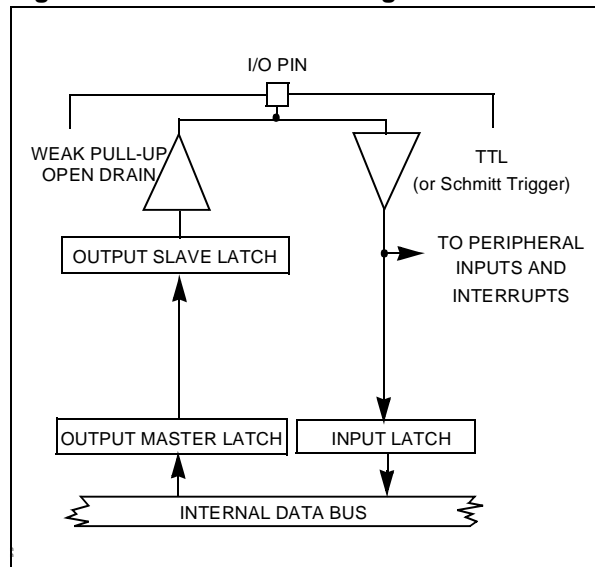 I/O PIN
WEAK PULL-UP
OPEN DRAIN
TTL
(or Schmitt Trigger)
TO PERIPHERAL
INPUTS AND
INTERRUPTS
OUTPUT SLAVE LATCH
OUTPUT MASTER LATCH
INPUT LATCH
INTERNAL DATA BUS